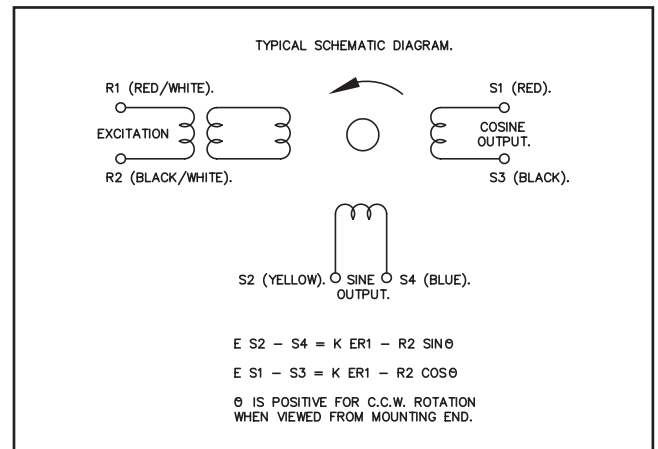 TYPICAL SCHEMATIC DIAGRAM.
R1 (RED/WHITE).
S1 (RED).
EXCITATION
COSINE
OUTPUT.
R2 (BLACK/WHITE).
S3 (BLACK).
S2 (YELLOW).
SINE
OUTPUT.
S4 (BLUE).
E S2 – S4 = K ER1 – R2 SINθ
E S1 – S3 = K ER1 – R2 COSθ
θ IS POSITIVE FOR C.C.W. ROTATION
WHEN VIEWED FROM MOUNTING END.